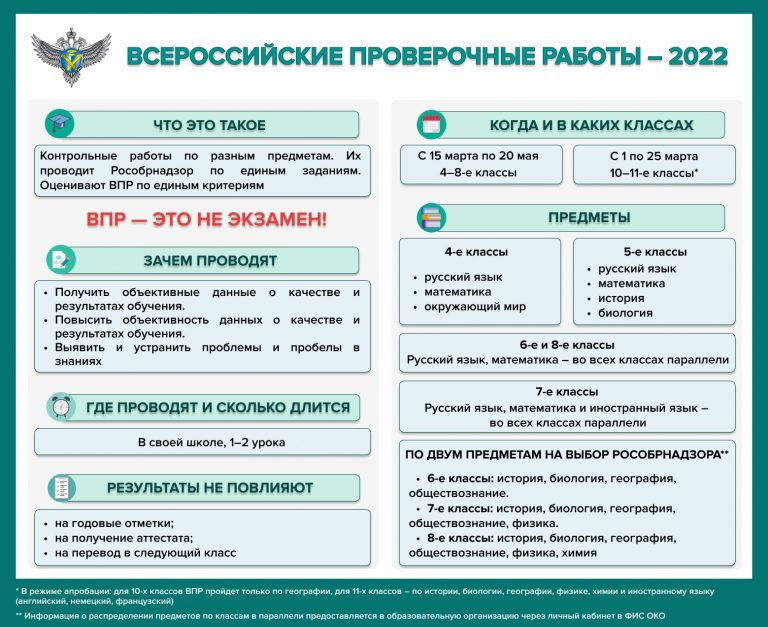 ВСЕРОССИЙСКИЕ ПРОВЕРОЧНЫЕ РАБОТЫ – 2022
ЧТО ЭТО ТАКОЕ
Контрольные работы по разным предметам. Их
проводит Рособрнадзор по единым заданиям.
Оценивают ВПР по единым критериям
ВПР — ЭТО НЕ ЭКЗАМЕН!
ЗАЧЕМ ПРОВОДЯТ
• Получить объективные данные о качестве и
результатах обучения.
• Повысить объективность данных о качестве и
результатах обучения.
• Выявить и устранить проблемы и пробелы в
знаниях
ГДЕ ПРОВОДЯТ И СКОЛЬКО ДЛИТСЯ
В своей школе, 1–2 урока
РЕЗУЛЬТАТЫ НЕ ПОВЛИЯЮТ
• на годовые отметки;
• на получение аттестата;
• на перевод в следующий класс
КОГДА И В КАКИХ КЛАССАХ
С 15 марта по 20 мая
4–8-е классы
С 1 по 25 марта
10–11-е классы*
ПРЕДМЕТЫ
4-е классы
• русский язык
• математика
• окружающий мир
5-е классы
• русский язык
• математика
• история
• биология
6-е и 8-е классы
Русский язык, математика – во всех классах параллели
7-е классы
Русский язык, математика и иностранный язык –
во всех классах параллели
ПО ДВУМ ПРЕДМЕТАМ НА ВЫБОР РОСОБРНАДЗОРА**
• 6-е классы: история, биология, география,
обществознание.
• 7-е классы: история, биология, география,
обществознание, физика.
• 8-е классы: история, биология, география,
обществознание, физика, химия
* В режиме апробации: для 10-х классов ВПР пройдет только по географии, для 11-х классов – по истории, биологии, географии, физике, химии и иностранному языку
(английский, немецкий, французский)
** Информация о распределении предметов по классам в параллели предоставляется в образовательную организацию через личный кабинет в ФИС ОКО